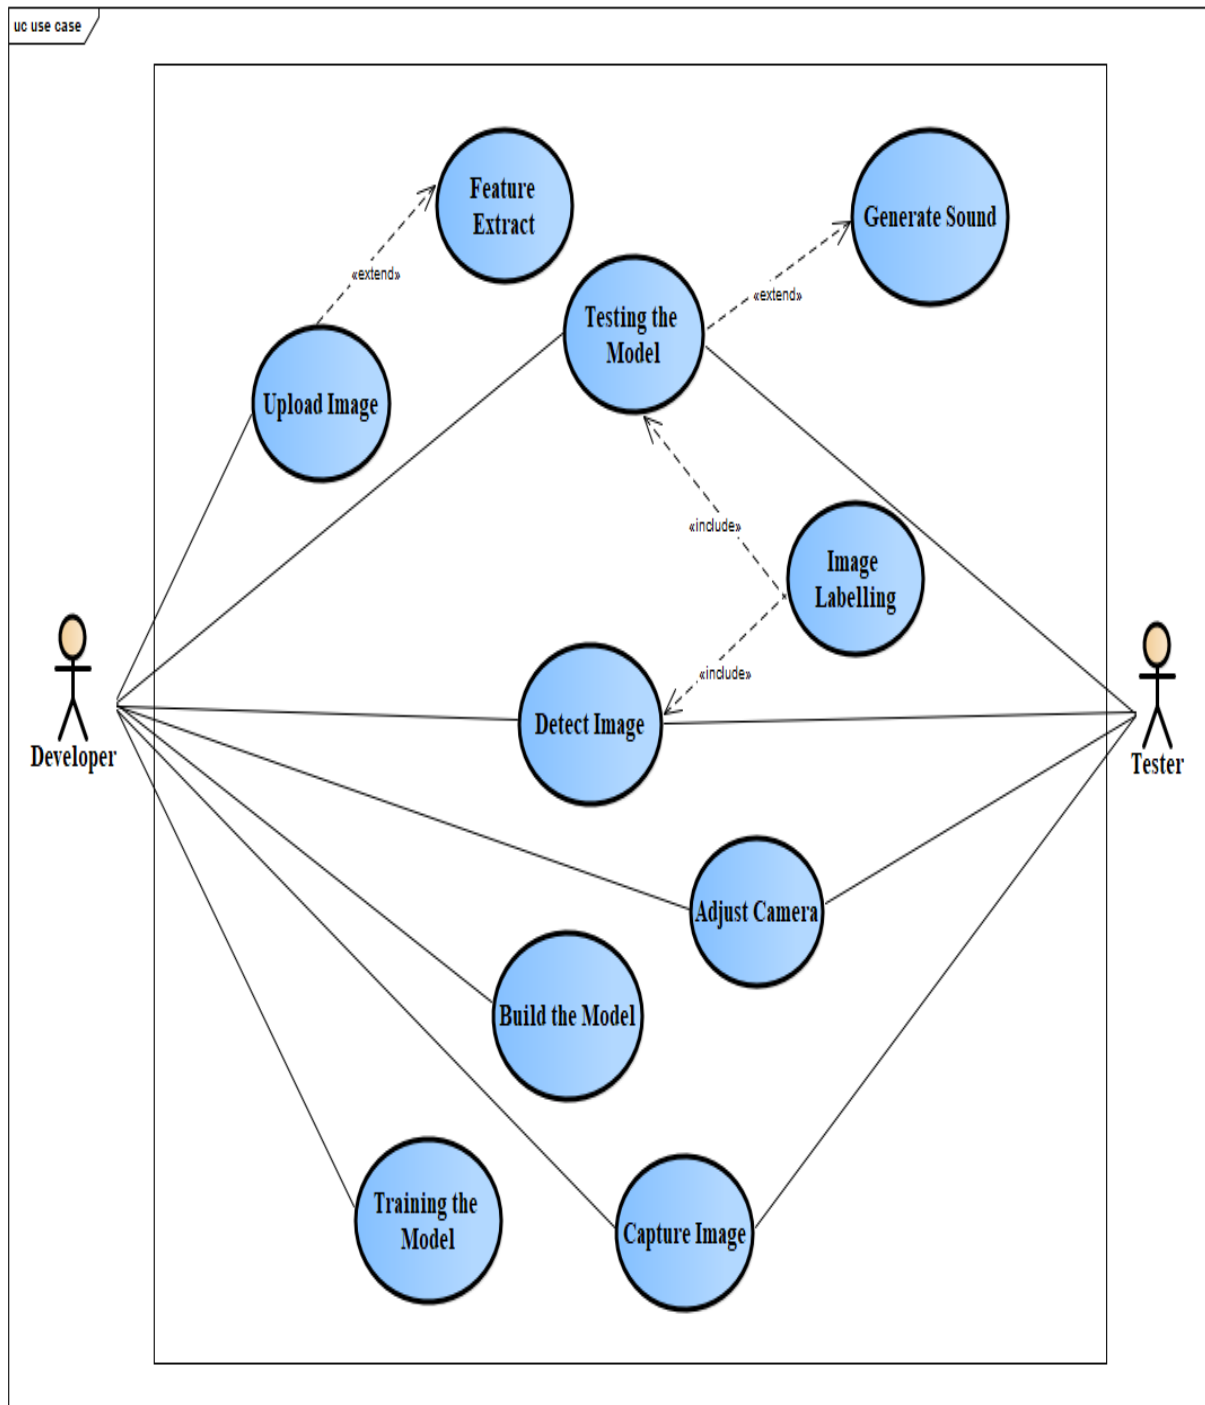 uc use case
Feature
Extract
Generate Sound
«extend»
«extend»
Testing the
Model
Upload Image
«include»
Image
Labelling
«include»
Detect Image
Developer
Tester
Adjust Camera
Build the Model
Training the
Model
Capture Image